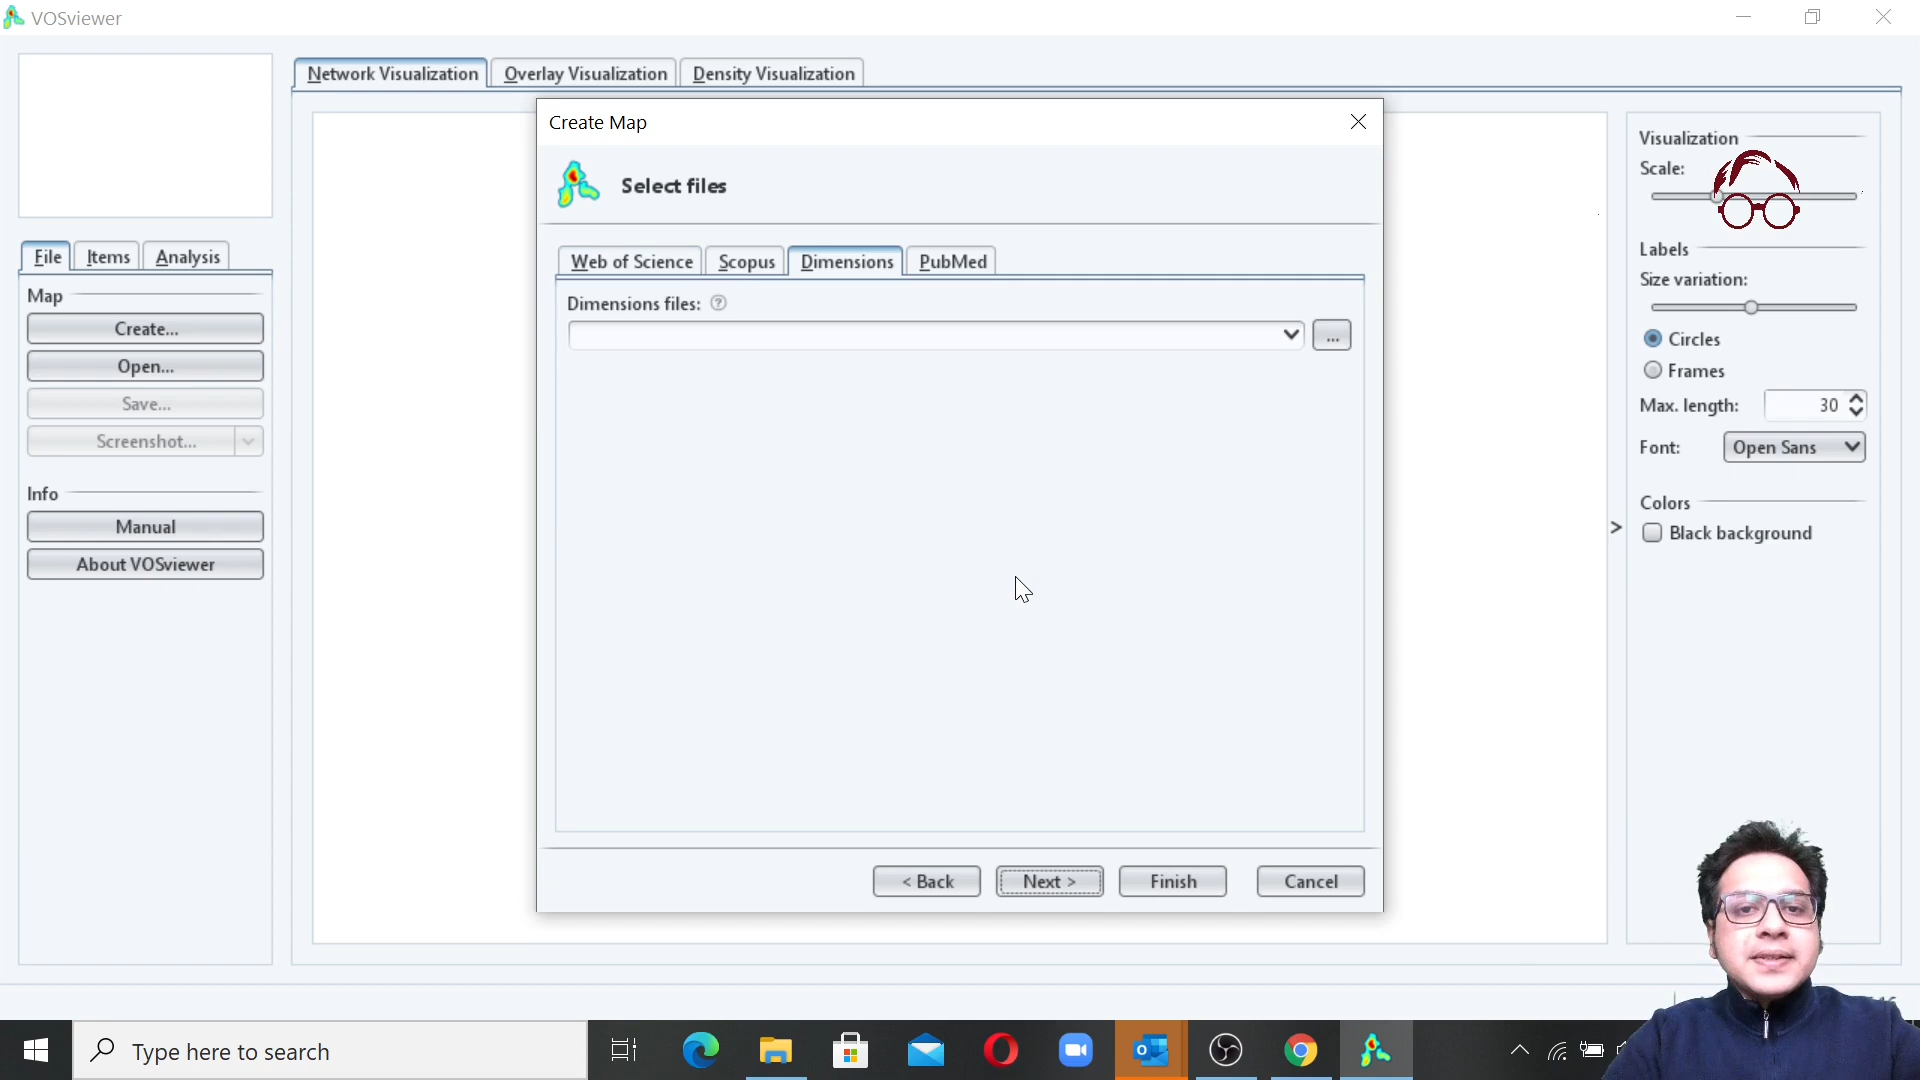 VOSviewer
Network Visualization
Overlay Visualization
Density Visualization
Create Map
Select files
Web of Science
Scopus
Dimensions
PubMed
Dimensions files:
?
...
< Back
Next >
Finish
Cancel
File
Items
Analysis
Map
Create...
Open...
Save...
Screenshot...
Info
Manual
About VOSviewer
Visualization
Scale:
Labels
Size variation:
Circles
Frames
Max. length: 30
Font: Open Sans
Colors
Black background
>
Type here to search